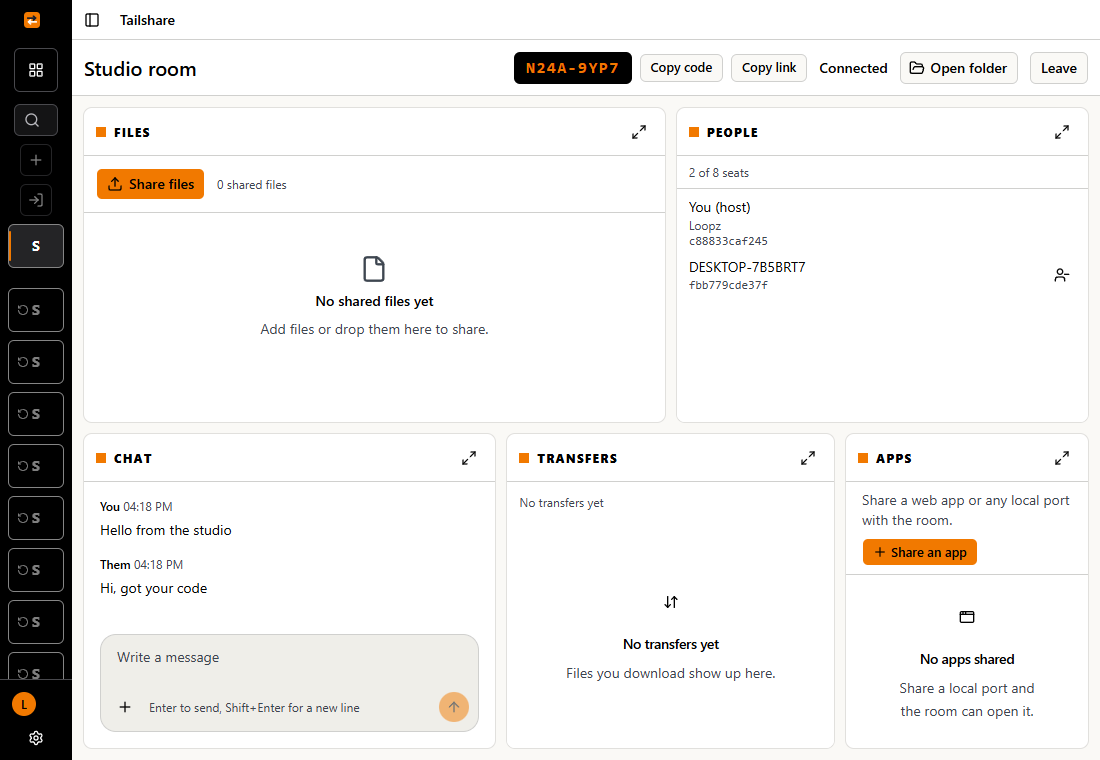 Tailshare
Studio room
N24A-9YP7
Copy code
Copy link
Connected
Open folder
Leave
FILES
Share files
0 shared files
No shared files yet
Add files or drop them here to share.
PEOPLE
2 of 8 seats
You (host)
Loopz
c88833caf245
DESKTOP-7B5BRT7
fbb779cde37f
S
S
S
S
S
S
S
S
S
L
CHAT
You 04:18 PM
Hello from the studio
Them 04:18 PM
Hi, got your code
Write a message
Enter to send, Shift+Enter for a new line
TRANSFERS
No transfers yet
No transfers yet
Files you download show up here.
APPS
Share a web app or any local port
with the room.
Share an app
No apps shared
Share a local port and
the room can open it.